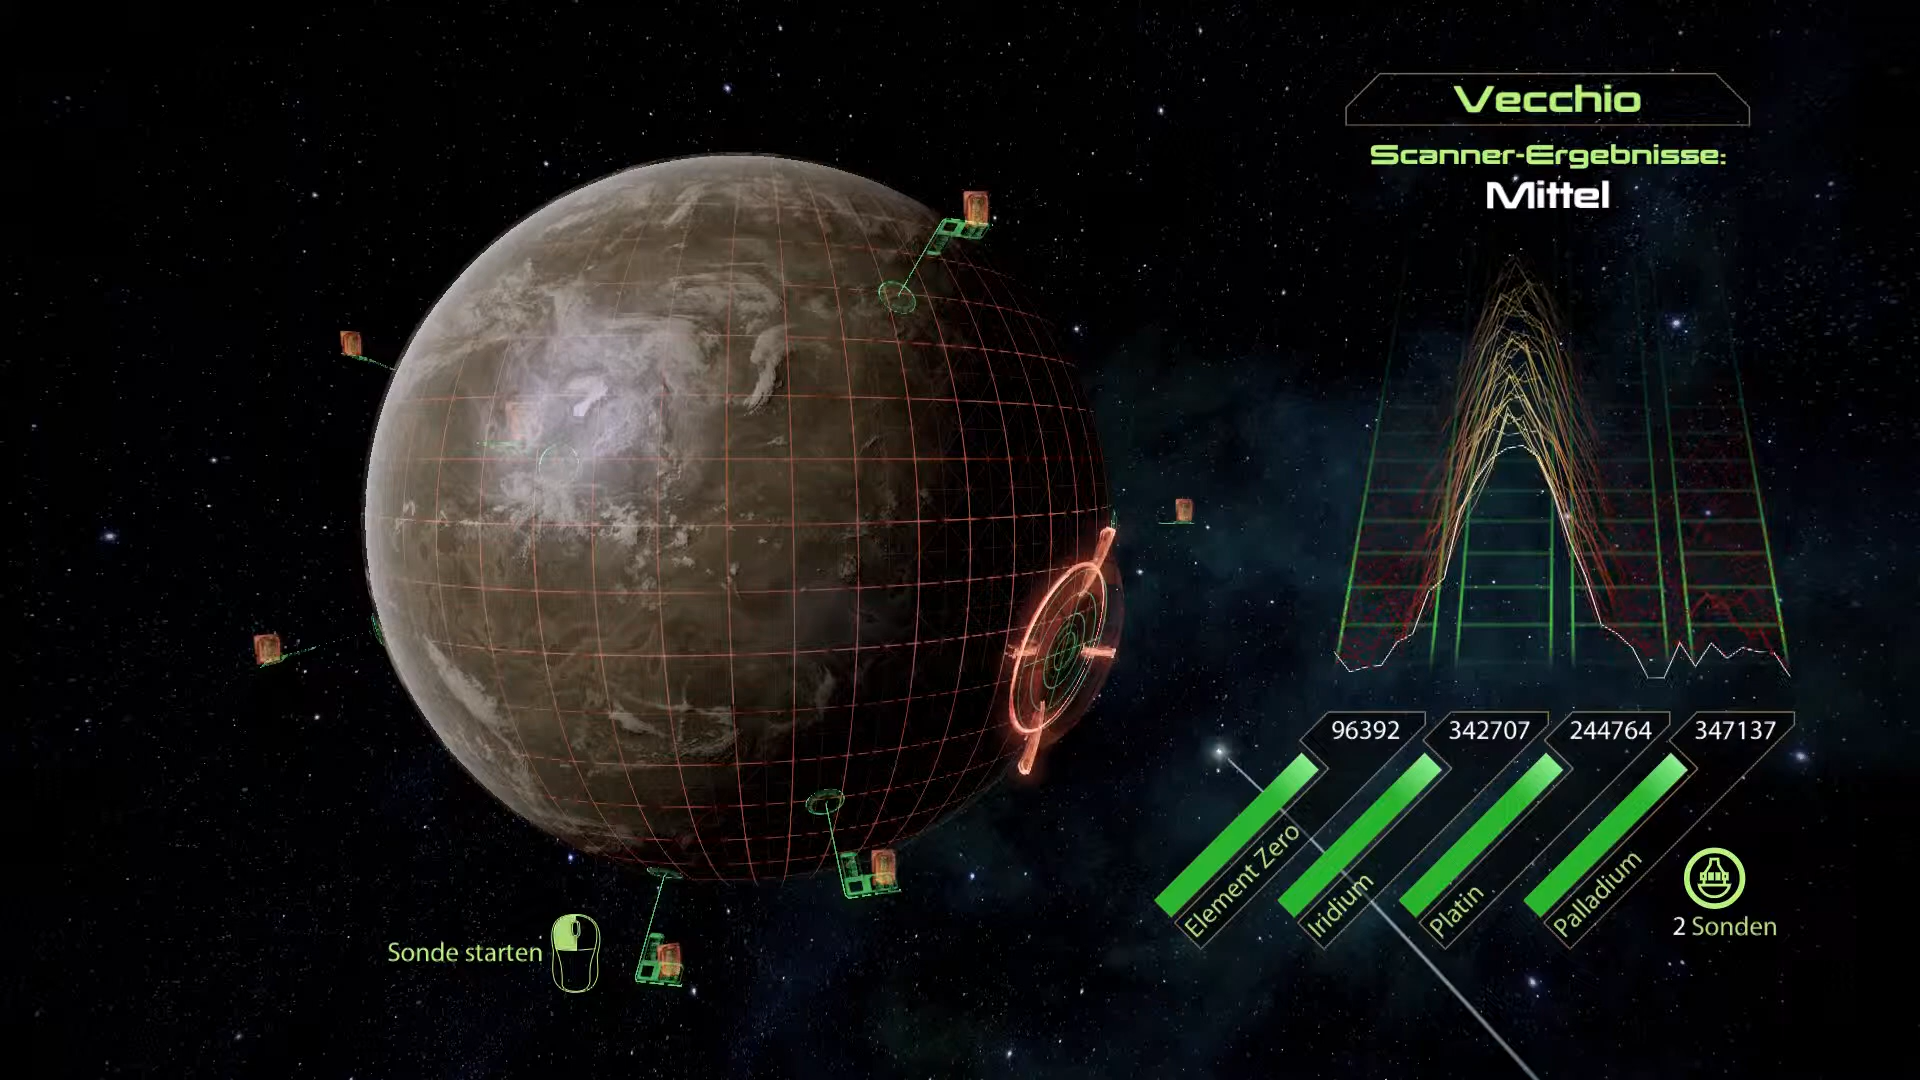 Vecchio
Scanner-Ergebnisse:
Mittel
96392
342707
244764
347137
Element Zero
Iridium
Platin
Palladium
2 Sonden
Sonde starten